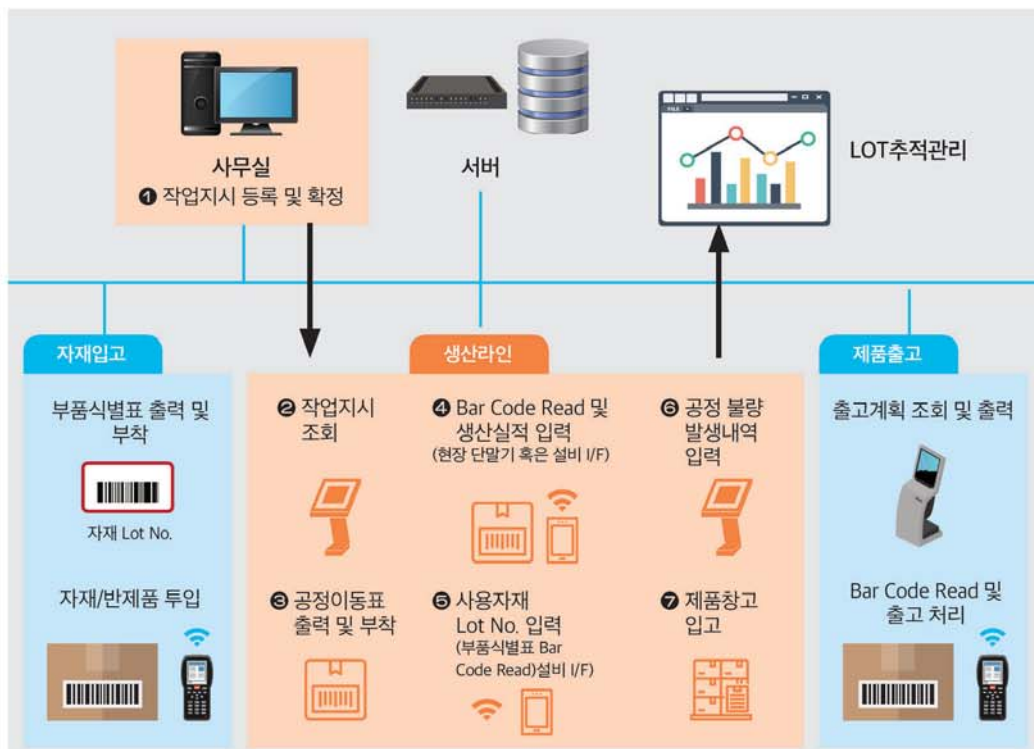 사무실
❶ 작업지시 등록 및 확정
서버
LOT추적관리
자재입고
부품식별표 출력 및
부착
자재 Lot No.
자재/반제품 투입
생산라인
❷ 작업지시
조회
❸ 공정이동표
출력 및 부착
❹ Bar Code Read 및
생산실적 입력
(현장 단말기 혹은 설비 I/F)
❺ 사용자재
Lot No. 입력
(부품식별표 Bar
Code Read)설비 I/F)
❻ 공정 불량
발생내역
입력
❼ 제품창고
입고
제품출고
출고계획 조회 및 출력
Bar Code Read 및
출고 처리